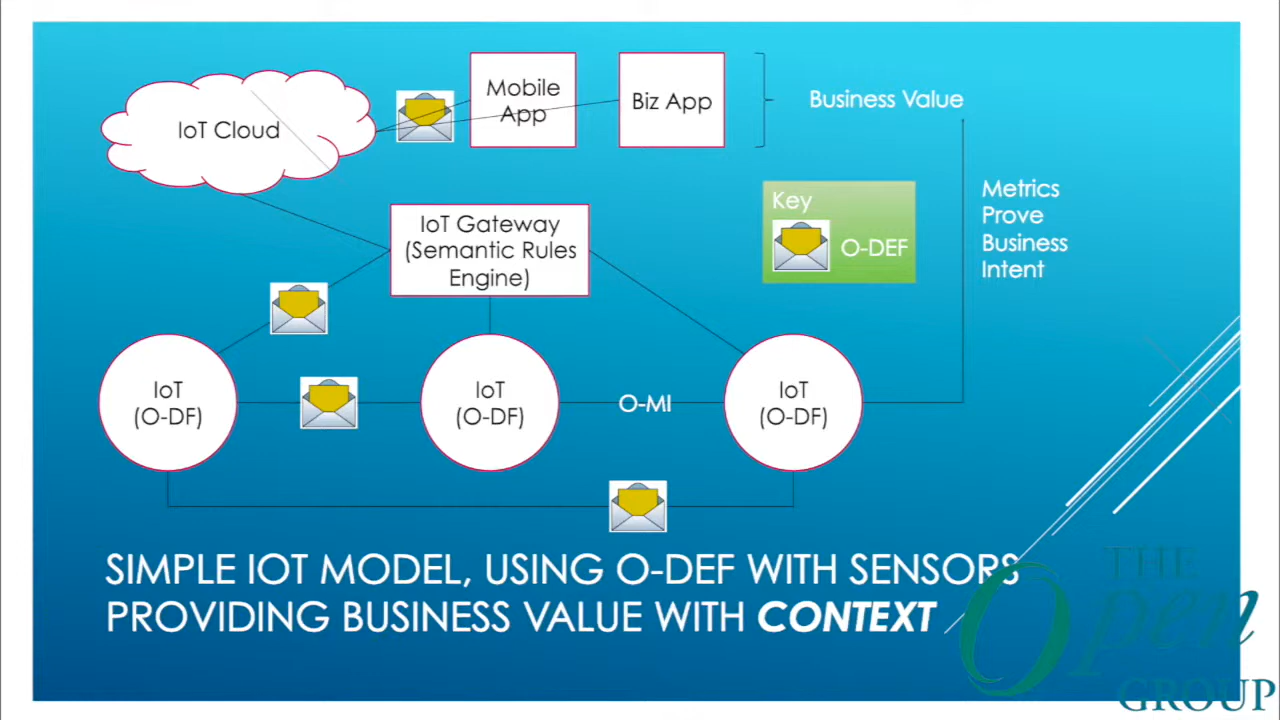 IoT Cloud
Mobile
App
Biz App
Business Value
Metrics
Prove
Business
Intent
Key
O-DEF
IoT Gateway
(Semantic Rules
Engine)
IoT
(O-DF)
IoT
(O-DF)
O-MI
IoT
(O-DF)
SIMPLE IOT MODEL, USING O-DEF WITH SENSORS
PROVIDING BUSINESS VALUE WITH CONTEXT
THE
Open
GROUP